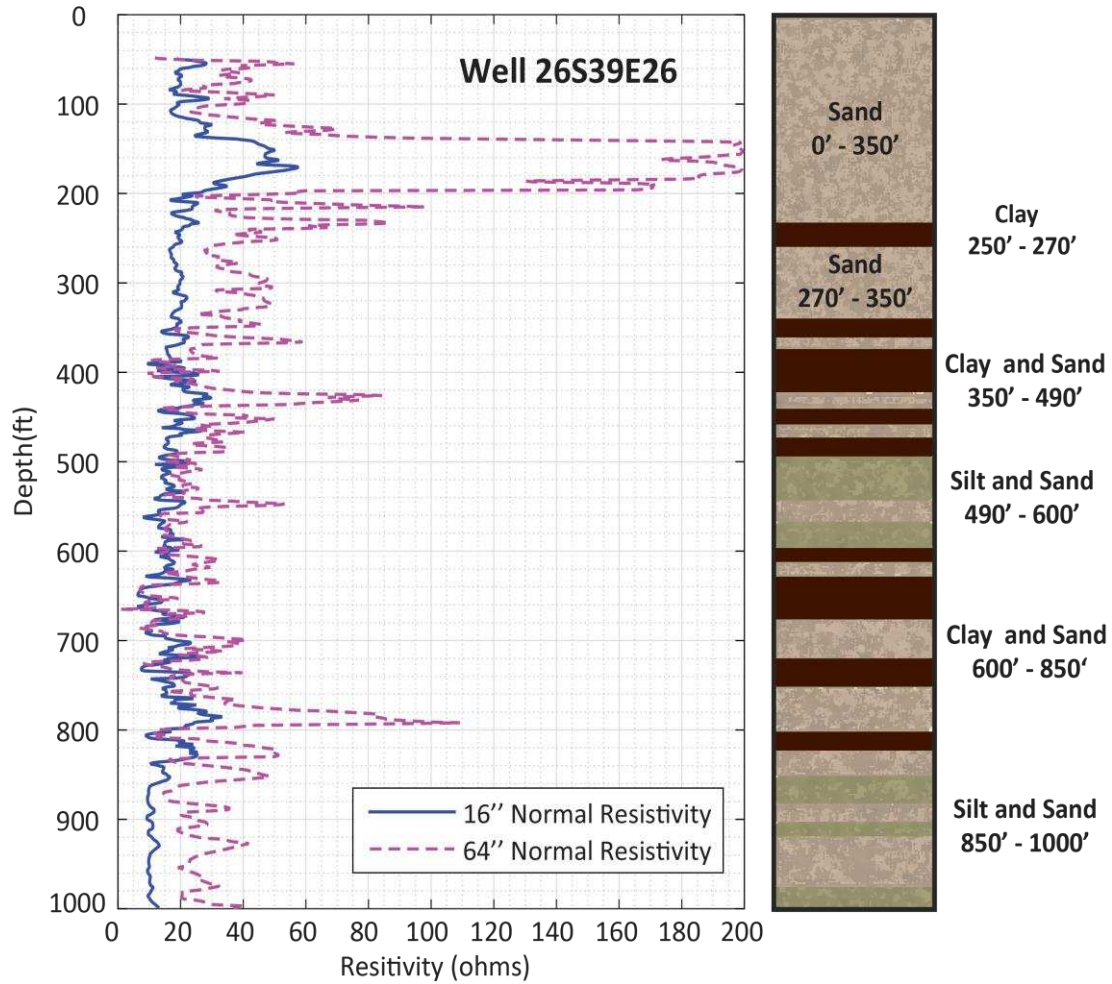 Well 26S39E26
0
100
200
300
400
500
600
700
800
900
1000
Depth(ft)
0 20 40 60 80 100 120 140 160 180 200
Resitivity (ohms)
16’’ Normal Resistivity
64’’ Normal Resistivity
Sand
0’ - 350’
Clay
250’ - 270’
Sand
270’ - 350’
Clay and Sand
350’ - 490’
Silt and Sand
490’ - 600’
Clay and Sand
600’ - 850‘
Silt and Sand
850’ - 1000’